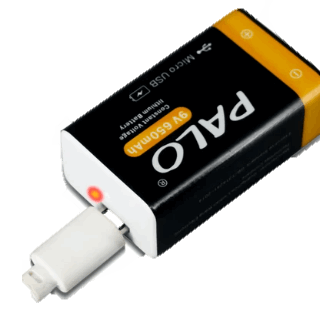 Micro USB
PALO®
Constant Voltage
lithium Battery
9V 650mAh